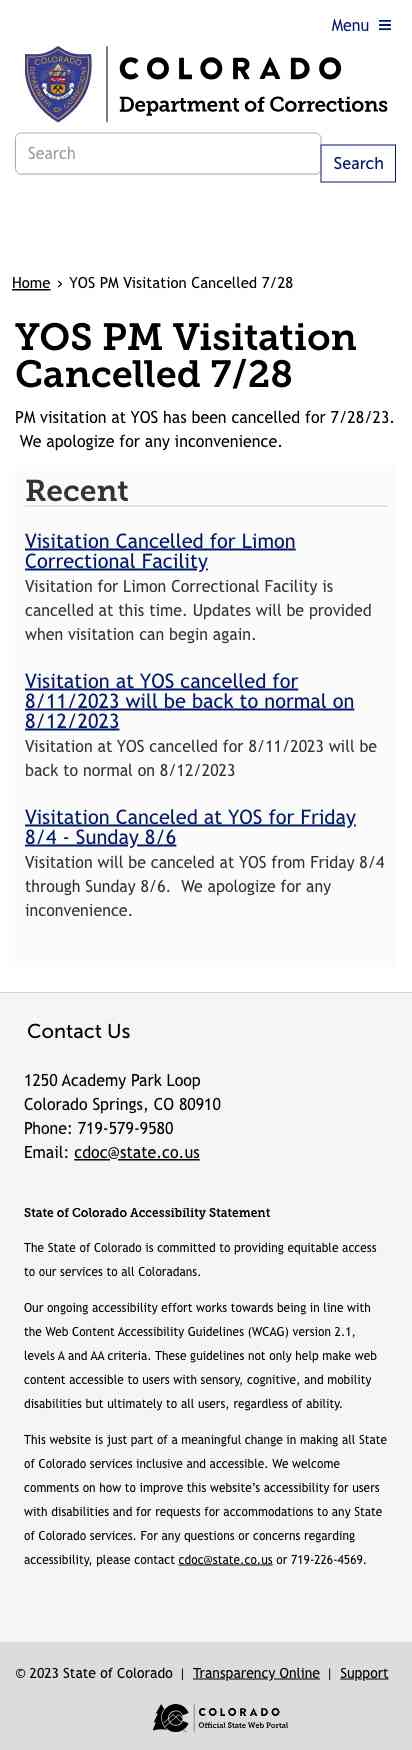 Menu
COLORADO
Department of Corrections
Search
Search
Home › YOS PM Visitation Cancelled 7/28
YOS PM Visitation
Cancelled 7/28
PM visitation at YOS has been cancelled for 7/28/23.
We apologize for any inconvenience.
Recent
Visitation Cancelled for Limon
Correctional Facility
Visitation for Limon Correctional Facility is
cancelled at this time. Updates will be provided
when visitation can begin again.
Visitation at YOS cancelled for
8/11/2023 will be back to normal on
8/12/2023
Visitation at YOS cancelled for 8/11/2023 will be
back to normal on 8/12/2023
Visitation Canceled at YOS for Friday
8/4 - Sunday 8/6
Visitation will be canceled at YOS from Friday 8/4
through Sunday 8/6.  We apologize for any
inconvenience.
Contact Us
1250 Academy Park Loop
Colorado Springs, CO 80910
Phone: 719-579-9580
Email: cdoc@state.co.us
State of Colorado Accessibility Statement
The State of Colorado is committed to providing equitable access
to our services to all Coloradans.
Our ongoing accessibility effort works towards being in line with
the Web Content Accessibility Guidelines (WCAG) version 2.1,
levels A and AA criteria. These guidelines not only help make web
content accessible to users with sensory, cognitive, and mobility
disabilities but ultimately to all users, regardless of ability.
This website is just part of a meaningful change in making all State
of Colorado services inclusive and accessible. We welcome
comments on how to improve this website's accessibility for users
with disabilities and for requests for accommodations to any State
of Colorado services. For any questions or concerns regarding
accessibility, please contact cdoc@state.co.us or 719-226-4569.
© 2023 State of Colorado | Transparency Online | Support
COLORADO
Official State Web Portal